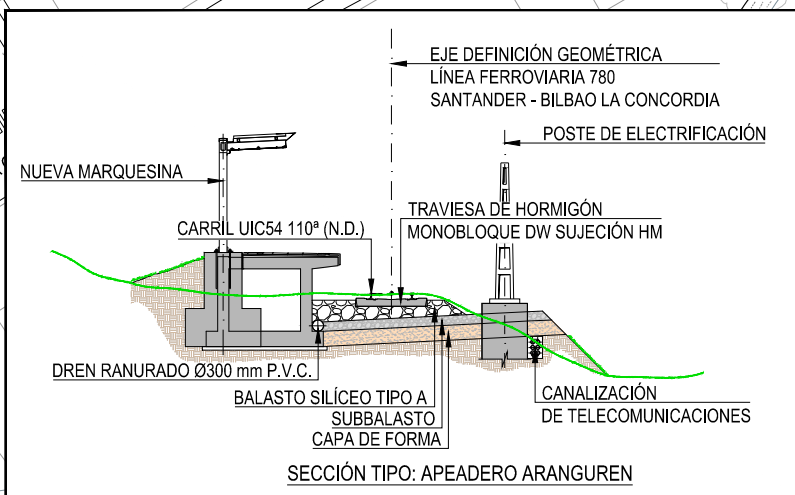 EJE DEFINICIÓN GEOMÉTRICA
LÍNEA FERROVIARIA 780
SANTANDER - BILBAO LA CONCORDIA
POSTE DE ELECTRIFICACIÓN
NUEVA MARQUESINA
TRAVIESA DE HORMIGÓN
MONOBLOQUE DW SUJECIÓN HM
CARRIL UIC54 110ª (N.D.)
DREN RANURADO Ø300 mm P.V.C.
BALASTO SILÍCEO TIPO A
SUBBALASTO
CAPA DE FORMA
CANALIZACIÓN
DE TELECOMUNICACIONES
SECCIÓN TIPO: APEADERO ARANGUREN